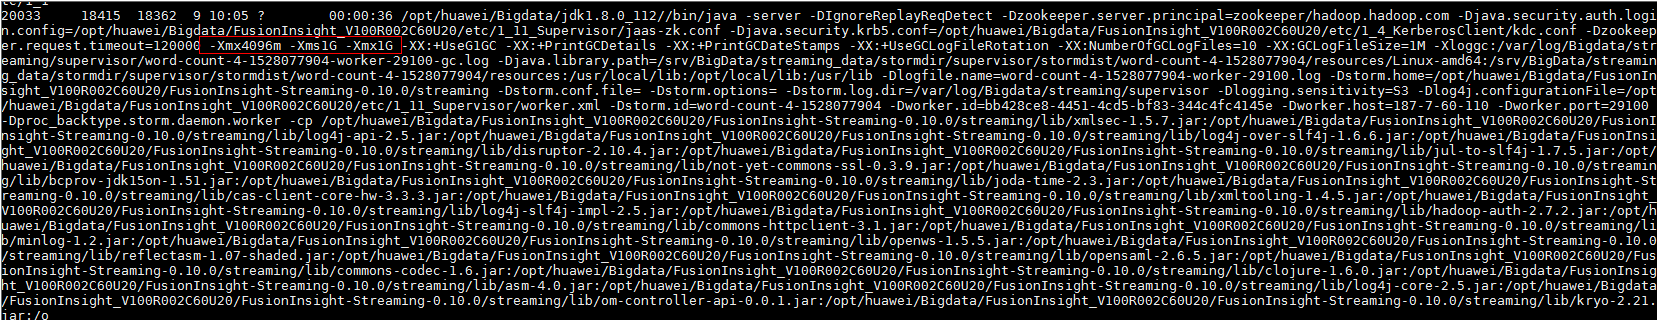 tc/1_1
20033     18415  18362  9 10:05 ?        00:00:36 /opt/huawei/Bigdata/jdk1.8.0_112//bin/java -server -DIgnoreReplayReqDetect -Dzookeeper.server.principal=zookeeper/hadoop.hadoop.com -Djava.security.auth.logi
n.config=/opt/huawei/Bigdata/FusionInsight_V100R002C60U20/etc/1_11_Supervisor/jaas-zk.conf -Djava.security.krb5.conf=/opt/huawei/Bigdata/FusionInsight_V100R002C60U20/etc/1_4_KerberosClient/kdc.conf -Dzookeep
er.request.timeout=120000 -Xmx4096m -Xms1G -Xmx1G -XX:+UseG1GC -XX:+PrintGCDetails -XX:+PrintGCDateStamps -XX:+UseGCLogFileRotation -XX:NumberOfGCLogFiles=10 -XX:GCLogFileSize=1M -Xloggc:/var/log/Bigdata/str
eaming/supervisor/word-count-4-1528077904-worker-29100-gc.log -Djava.library.path=/srv/BigData/streaming_data/stormdir/supervisor/stormdist/word-count-4-1528077904/resources/Linux-amd64:/srv/BigData/streamin
g_data/stormdir/supervisor/stormdist/word-count-4-1528077904/resources:/usr/local/lib:/opt/local/lib:/usr/lib -Dlogfile.name=word-count-4-1528077904-worker-29100.log -Dstorm.home=/opt/huawei/Bigdata/FusionIn
sight_V100R002C60U20/FusionInsight-Streaming-0.10.0/streaming -Dstorm.conf.file= -Dstorm.options= -Dstorm.log.dir=/var/log/Bigdata/streaming/supervisor -Dlogging.sensitivity=S3 -Dlog4j.configurationFile=/opt
/huawei/Bigdata/FusionInsight_V100R002C60U20/etc/1_11_Supervisor/worker.xml -Dstorm.id=word-count-4-1528077904 -Dworker.id=bb428ce8-4451-4cd5-bf83-344c4fc4145e -Dworker.host=187-7-60-110 -Dworker.port=29100
-Dproc_backtype.storm.daemon.worker -cp /opt/huawei/Bigdata/FusionInsight_V100R002C60U20/FusionInsight-Streaming-0.10.0/streaming/lib/xmlsec-1.5.7.jar:/opt/huawei/Bigdata/FusionInsight_V100R002C60U20/FusionI
nsight-Streaming-0.10.0/streaming/lib/log4j-api-2.5.jar:/opt/huawei/Bigdata/FusionInsight_V100R002C60U20/FusionInsight-Streaming-0.10.0/streaming/lib/log4j-over-slf4j-1.6.6.jar:/opt/huawei/Bigdata/FusionInsi
ght_V100R002C60U20/FusionInsight-Streaming-0.10.0/streaming/lib/disruptor-2.10.4.jar:/opt/huawei/Bigdata/FusionInsight_V100R002C60U20/FusionInsight-Streaming-0.10.0/streaming/lib/jul-to-slf4j-1.7.5.jar:/opt/
huawei/Bigdata/FusionInsight_V100R002C60U20/FusionInsight-Streaming-0.10.0/streaming/lib/not-yet-commons-ssl-0.3.9.jar:/opt/huawei/Bigdata/FusionInsight_V100R002C60U20/FusionInsight-Streaming-0.10.0/streamin
g/lib/bcprov-jdk15on-1.51.jar:/opt/huawei/Bigdata/FusionInsight_V100R002C60U20/FusionInsight-Streaming-0.10.0/streaming/lib/joda-time-2.3.jar:/opt/huawei/Bigdata/FusionInsight_V100R002C60U20/FusionInsight-St
reaming-0.10.0/streaming/lib/cas-client-core-hw-3.3.3.jar:/opt/huawei/Bigdata/FusionInsight_V100R002C60U20/FusionInsight-Streaming-0.10.0/streaming/lib/xmltooling-1.4.5.jar:/opt/huawei/Bigdata/FusionInsight_
V100R002C60U20/FusionInsight-Streaming-0.10.0/streaming/lib/log4j-slf4j-impl-2.5.jar:/opt/huawei/Bigdata/FusionInsight_V100R002C60U20/FusionInsight-Streaming-0.10.0/streaming/lib/hadoop-auth-2.7.2.jar:/opt/h
uawei/Bigdata/FusionInsight_V100R002C60U20/FusionInsight-Streaming-0.10.0/streaming/lib/commons-httpclient-3.1.jar:/opt/huawei/Bigdata/FusionInsight_V100R002C60U20/FusionInsight-Streaming-0.10.0/streaming/li
b/minlog-1.2.jar:/opt/huawei/Bigdata/FusionInsight_V100R002C60U20/FusionInsight-Streaming-0.10.0/streaming/lib/openws-1.5.5.jar:/opt/huawei/Bigdata/FusionInsight_V100R002C60U20/FusionInsight-Streaming-0.10.0
/streaming/lib/reflectasm-1.07-shaded.jar:/opt/huawei/Bigdata/FusionInsight_V100R002C60U20/FusionInsight-Streaming-0.10.0/streaming/lib/opensaml-2.6.5.jar:/opt/huawei/Bigdata/FusionInsight_V100R002C60U20/Fus
ionInsight-Streaming-0.10.0/streaming/lib/commons-codec-1.6.jar:/opt/huawei/Bigdata/FusionInsight_V100R002C60U20/FusionInsight-Streaming-0.10.0/streaming/lib/clojure-1.6.0.jar:/opt/huawei/Bigdata/FusionInsig
ht_V100R002C60U20/FusionInsight-Streaming-0.10.0/streaming/lib/asm-4.0.jar:/opt/huawei/Bigdata/FusionInsight_V100R002C60U20/FusionInsight-Streaming-0.10.0/streaming/lib/log4j-core-2.5.jar:/opt/huawei/Bigdata
/FusionInsight_V100R002C60U20/FusionInsight-Streaming-0.10.0/streaming/lib/om-controller-api-0.0.1.jar:/opt/huawei/Bigdata/FusionInsight_V100R002C60U20/FusionInsight-Streaming-0.10.0/streaming/lib/kryo-2.21.
jar:/o